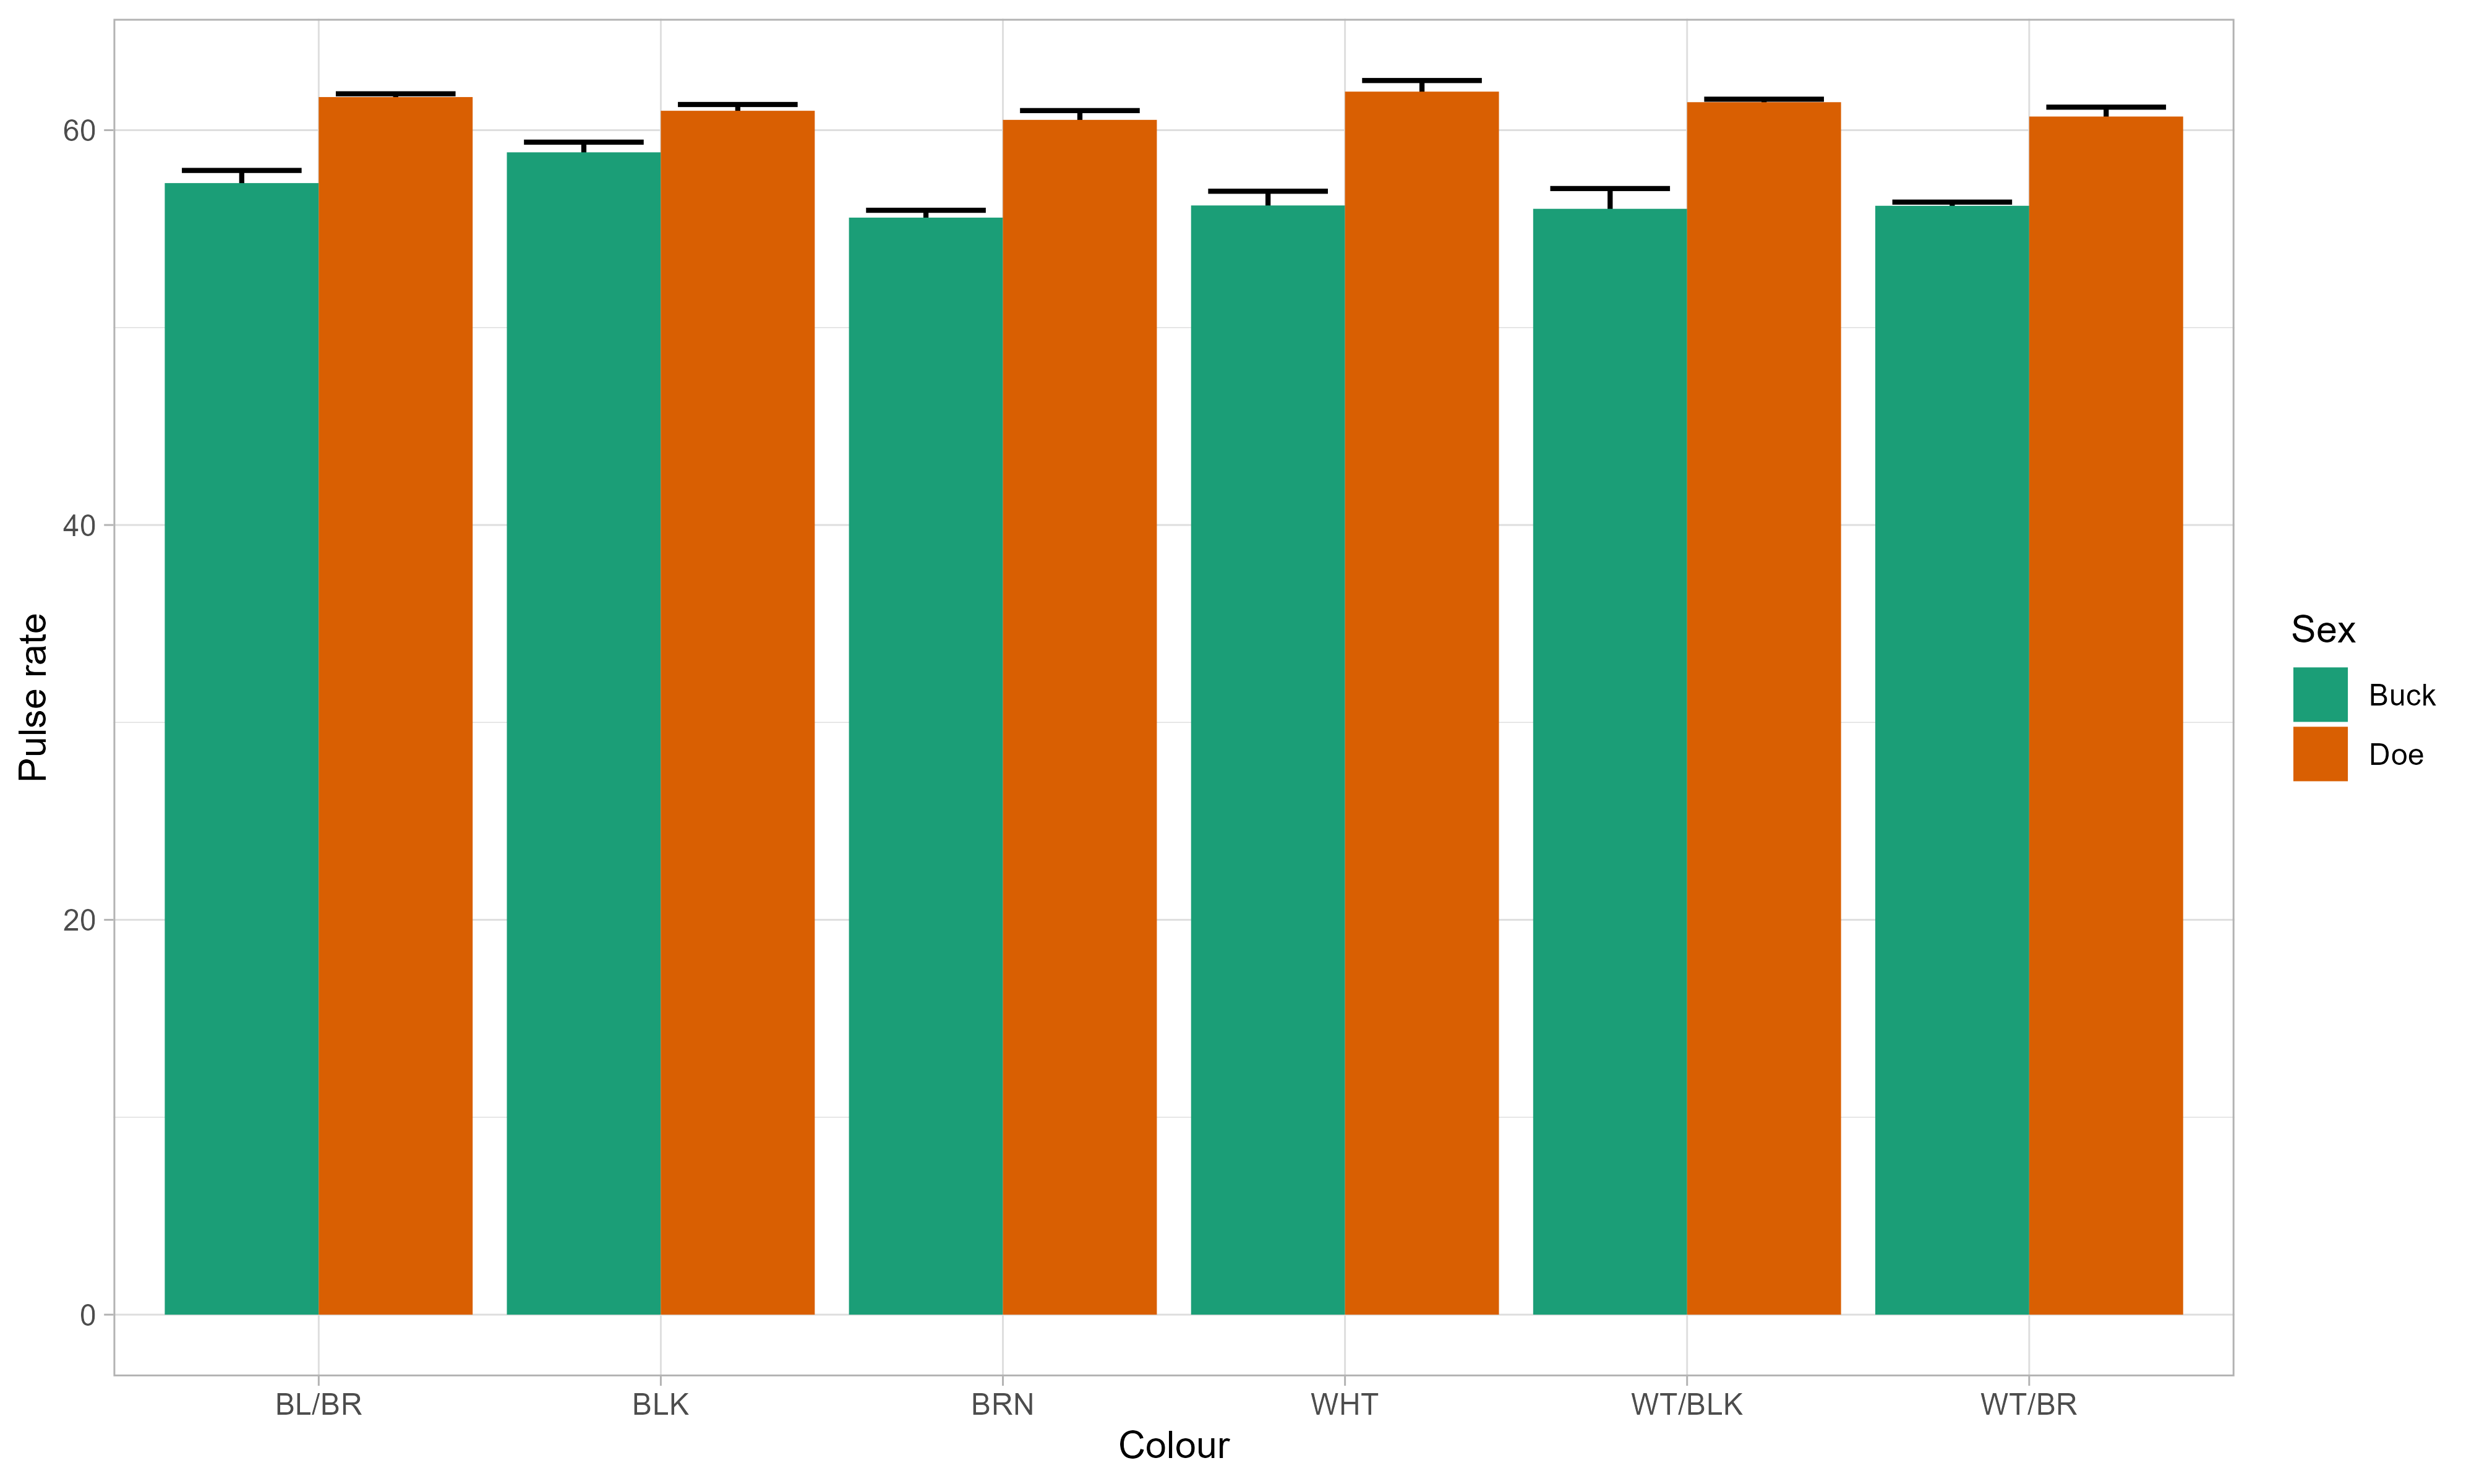 60
40
20
0
Pulse rate
BL/BR
BLK
BRN
WHT
WT/BLK
WT/BR
Colour
Sex
Buck
Doe